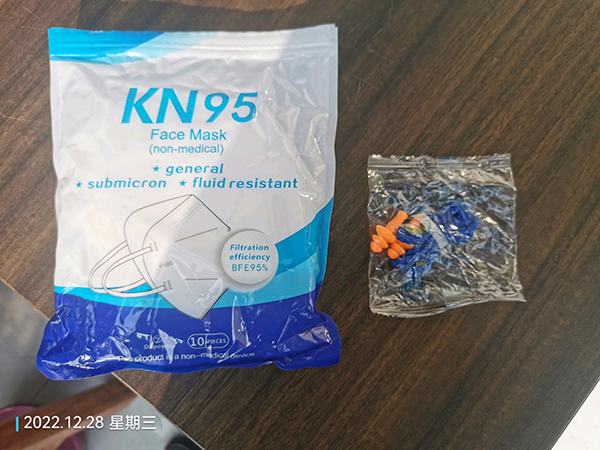 KN95
Face Mask
(non-medical)
★ general
★ submicron ★ fluid resistant
Filtration
efficiency
BFE95%
10 PIECES
product is a non-medical device
2022.12.28 星期三